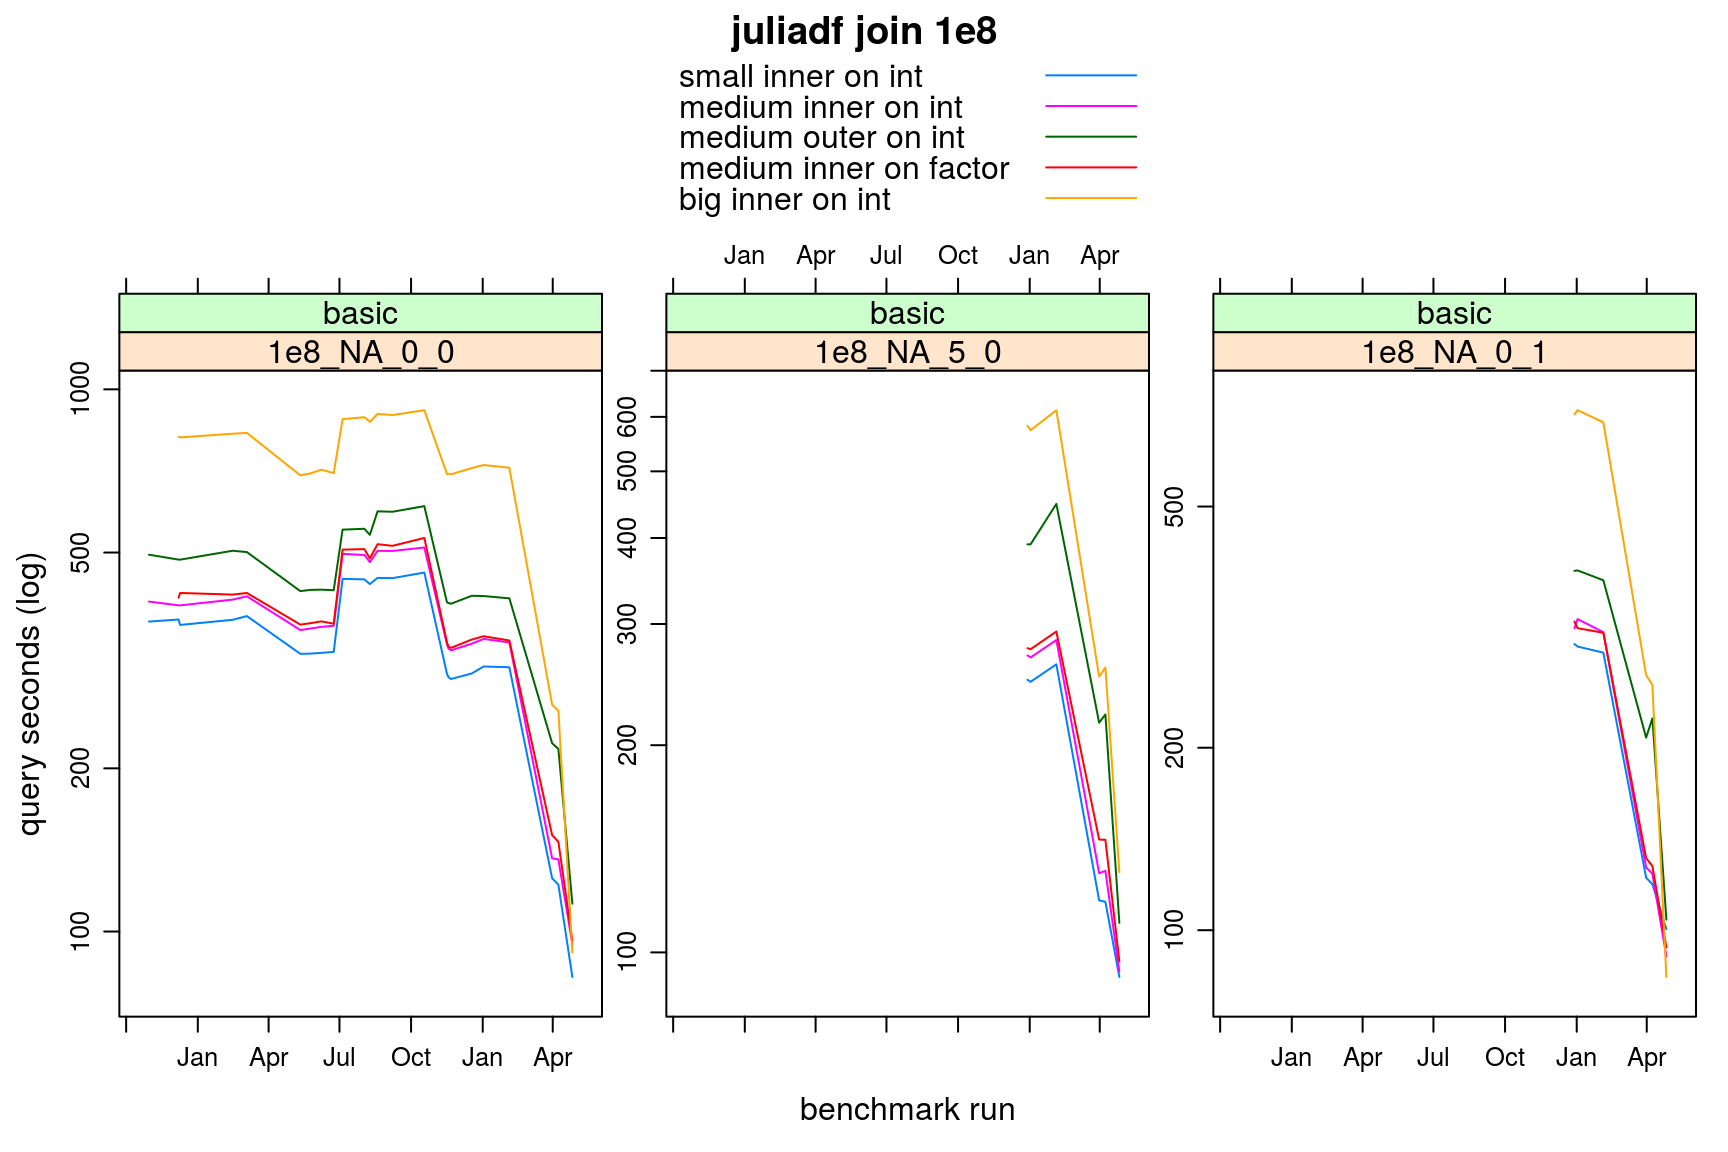 juliadf join 1e8
small inner on int
medium inner on int
medium outer on int
medium inner on factor
big inner on int
Jan Apr Jul Oct Jan Apr
basic basic basic
1e8_NA_0_0 1e8_NA_5_0 1e8_NA_0_1
query seconds (log)
1000
500
200
100
600
500
400
300
200
100
500
200
100
Jan Apr Jul Oct Jan Apr
Jan Apr Jul Oct Jan Apr
benchmark run